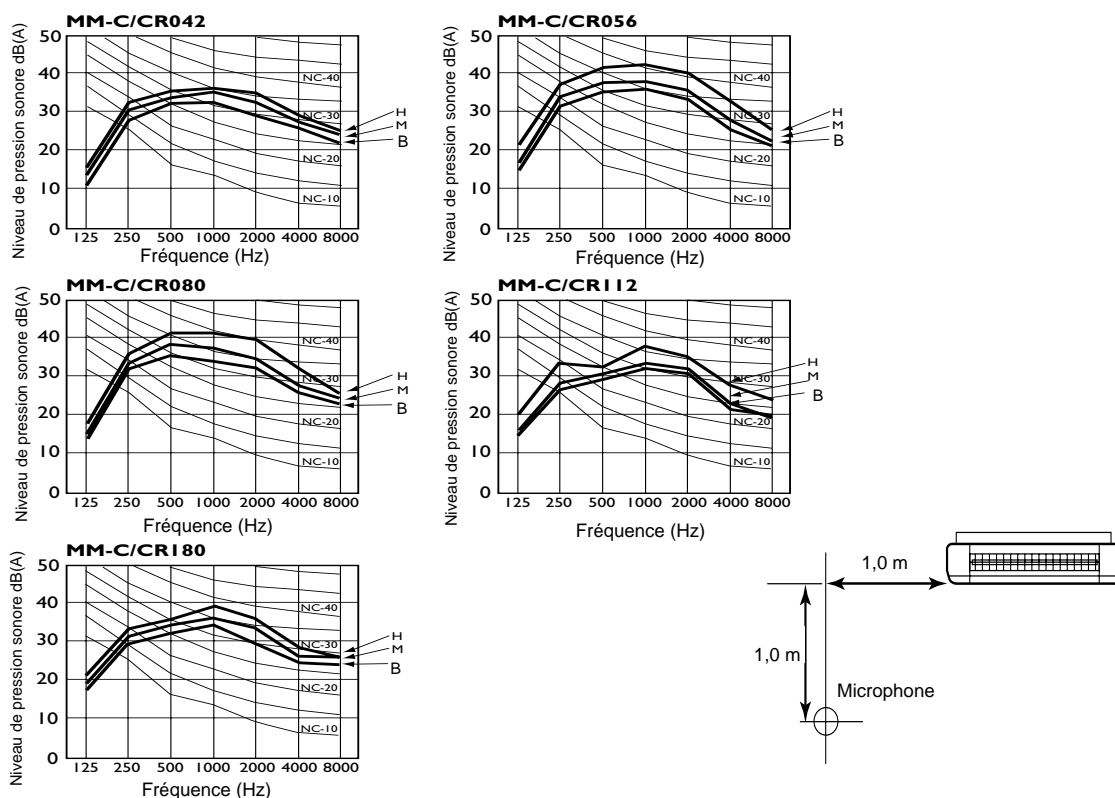 MM-C/CR042
Niveau de pression sonore dB(A)
50
40
30
20
10
0
NC-40
NC-30
NC-20
NC-10
H
M
B
125 250 500 1000 2000 4000 8000
Fréquence (Hz)
MM-C/CR056
Niveau de pression sonore dB(A)
50
40
30
20
10
0
NC-40
NC-30
NC-20
NC-10
H
M
B
125 250 500 1000 2000 4000 8000
Fréquence (Hz)
MM-C/CR080
Niveau de pression sonore dB(A)
50
40
30
20
10
0
NC-40
NC-30
NC-20
NC-10
H
M
B
125 250 500 1000 2000 4000 8000
Fréquence (Hz)
MM-C/CR112
Niveau de pression sonore dB(A)
50
40
30
20
10
0
NC-40
NC-30
NC-20
NC-10
H
M
B
125 250 500 1000 2000 4000 8000
Fréquence (Hz)
MM-C/CR180
Niveau de pression sonore dB(A)
50
40
30
20
10
0
NC-40
NC-30
NC-20
NC-10
H
M
B
125 250 500 1000 2000 4000 8000
Fréquence (Hz)
1,0 m
1,0 m
Microphone